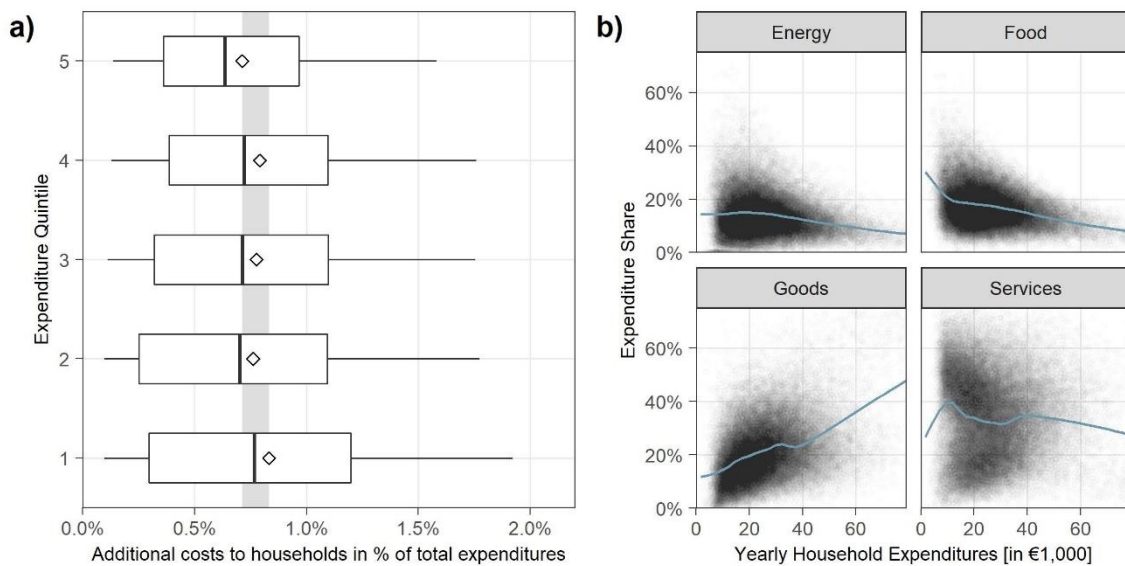 a)
Expenditure Quintile
5
4
3
2
1
0.0% 0.5% 1.0% 1.5% 2.0%
Additional costs to households in % of total expenditures
b)
Expenditure Share
Energy Food
60%
40%
20%
0%
Goods Services
60%
40%
20%
0%
0 20 40 60 0 20 40 60
Yearly Household Expenditures [in €1,000]